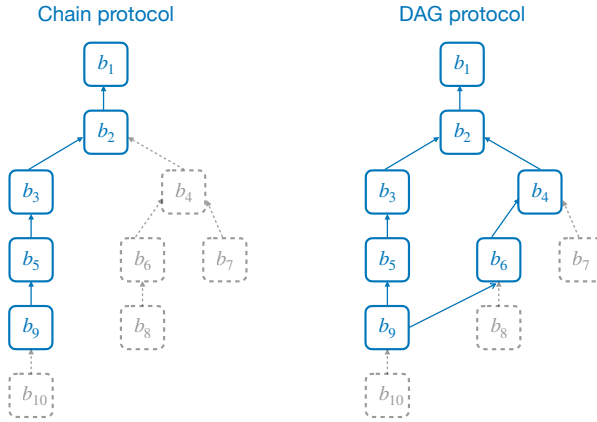 Chain protocol
b₁
b₂
b₃
b₄
b₅
b₆
b₇
b₉
b₈
b₁₀
DAG protocol
b₁
b₂
b₃
b₄
b₅
b₆
b₇
b₉
b₈
b₁₀